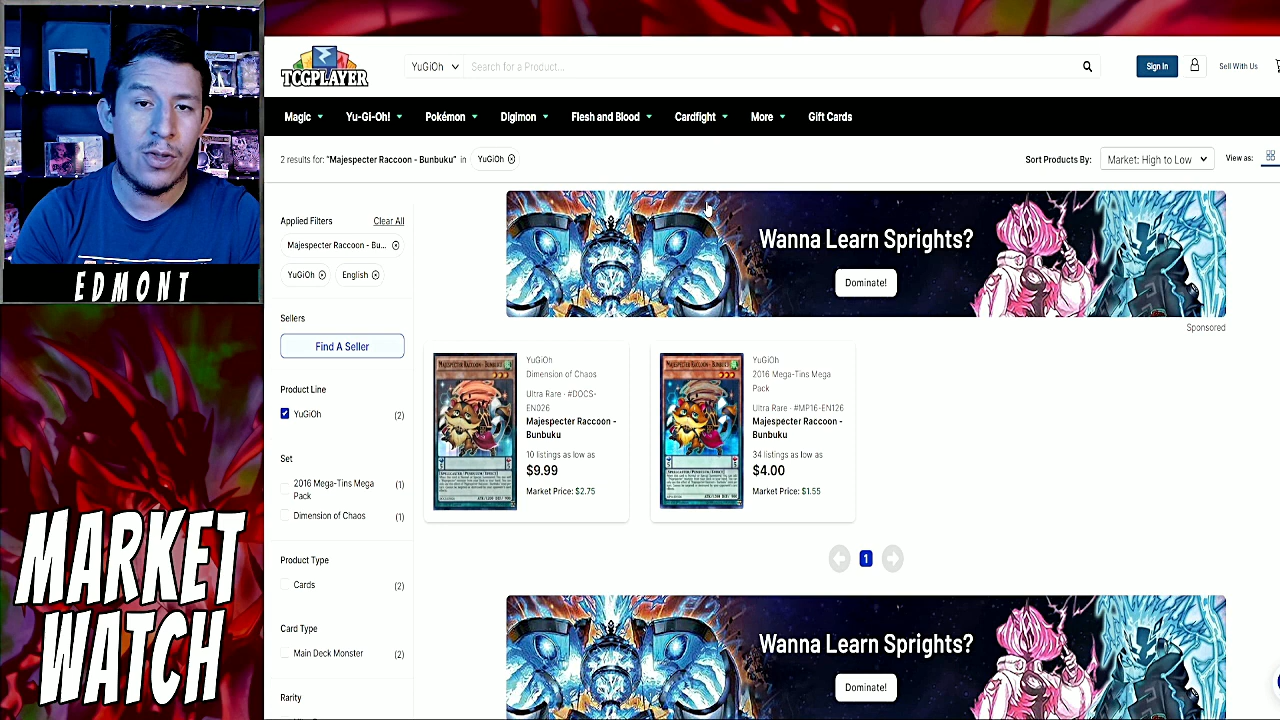 EDMONT
MARKET
WATCH
TCGPLAYER
YuGiOh
Search for a Product...
Sign In
Sell With Us
Magic
Yu-Gi-Oh!
Pokémon
Digimon
Flesh and Blood
Cardfight
More
Gift Cards
2 results for: "Majespecter Raccoon - Bunbuku" in
YuGiOh
Sort Products By:
Market: High to Low
View as:
Applied Filters
Clear All
Majespecter Raccoon - Bu...
YuGiOh
English
Sellers
Find A Seller
Product Line
YuGiOh
(2)
Set
2016 Mega-Tins Mega
Pack
(1)
Dimension of Chaos
(1)
Product Type
Cards
(2)
Card Type
Main Deck Monster
(2)
Rarity
Wanna Learn Sprights?
Dominate!
Sponsored
MAJESPECTER RACCOON - BUNBUKU
YuGiOh
Dimension of Chaos
Ultra Rare · #DOCS-
EN026
Majespecter Raccoon -
Bunbuku
10 listings as low as
$9.99
Market Price: $2.75
MAJESPECTER RACCOON - BUNBUKU
YuGiOh
2016 Mega-Tins Mega
Pack
Ultra Rare · #MP16-EN126
Majespecter Raccoon -
Bunbuku
34 listings as low as
$4.00
Market Price: $1.55
1
Wanna Learn Sprights?
Dominate!